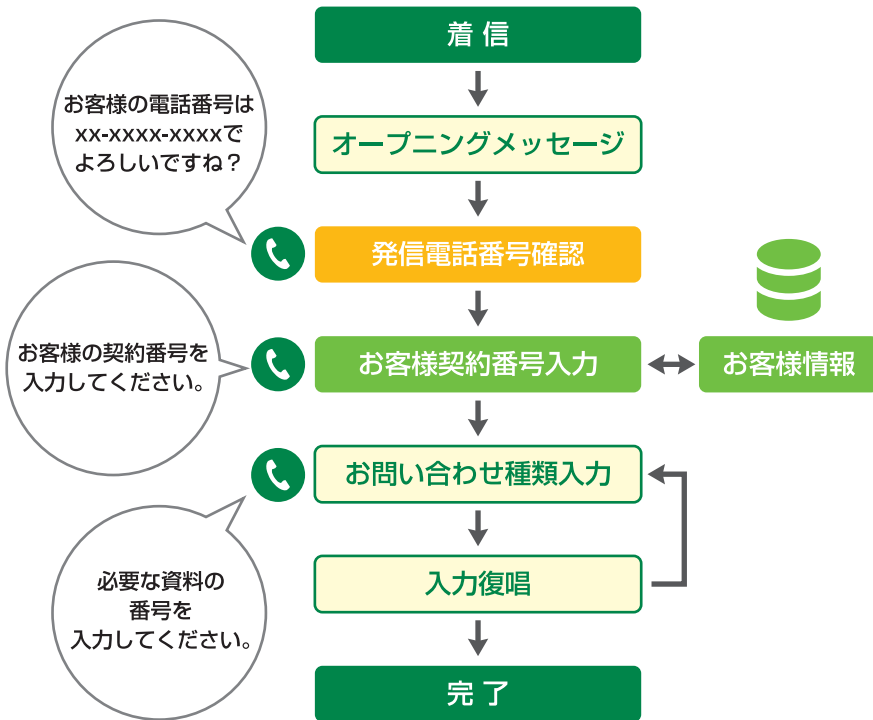 着信
お客様の電話番号は
xx-xxxx-xxxxで
よろしいですね？
オープニングメッセージ
発信電話番号確認
お客様の契約番号を
入力してください。
お客様契約番号入力
お客様情報
お問い合わせ種類入力
必要な資料の
番号を
入力してください。
入力復唱
完了